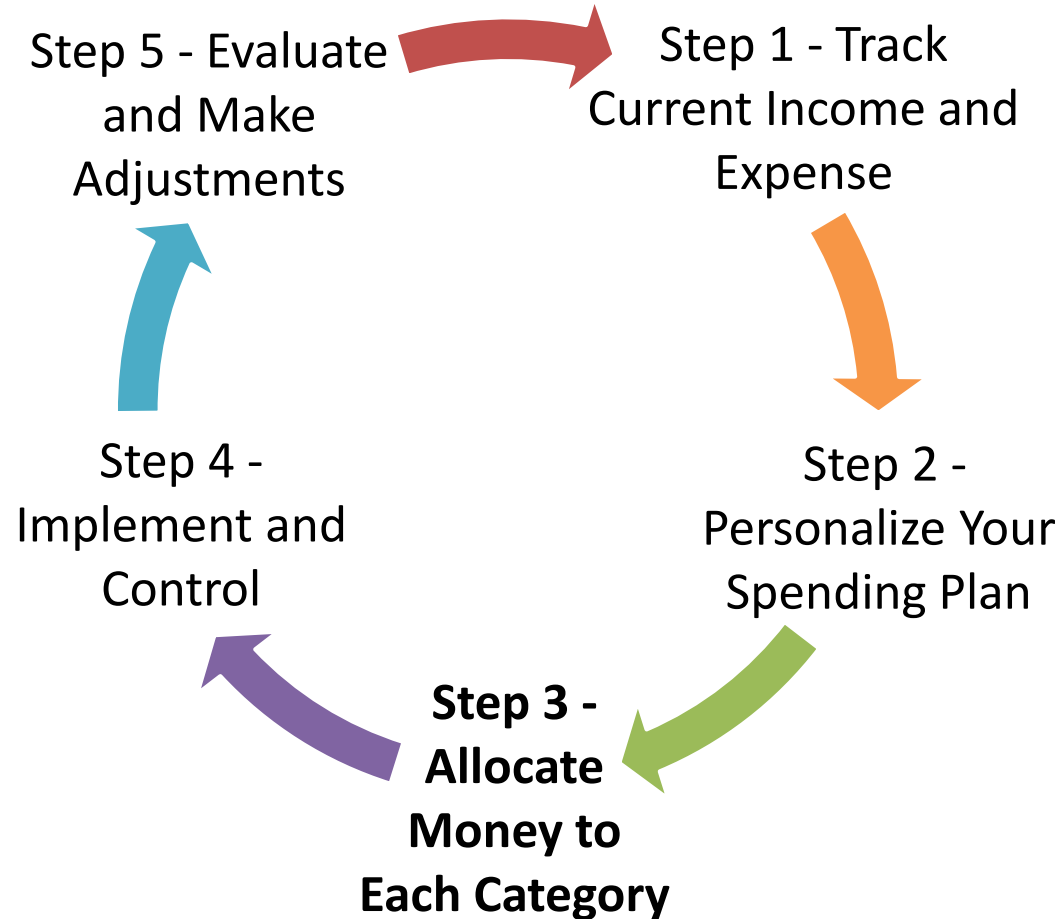 Step 1 - Track
Current Income and
Expense
Step 2 -
Personalize Your
Spending Plan
Step 3 -
Allocate
Money to
Each Category
Step 4 -
Implement and
Control
Step 5 - Evaluate
and Make
Adjustments